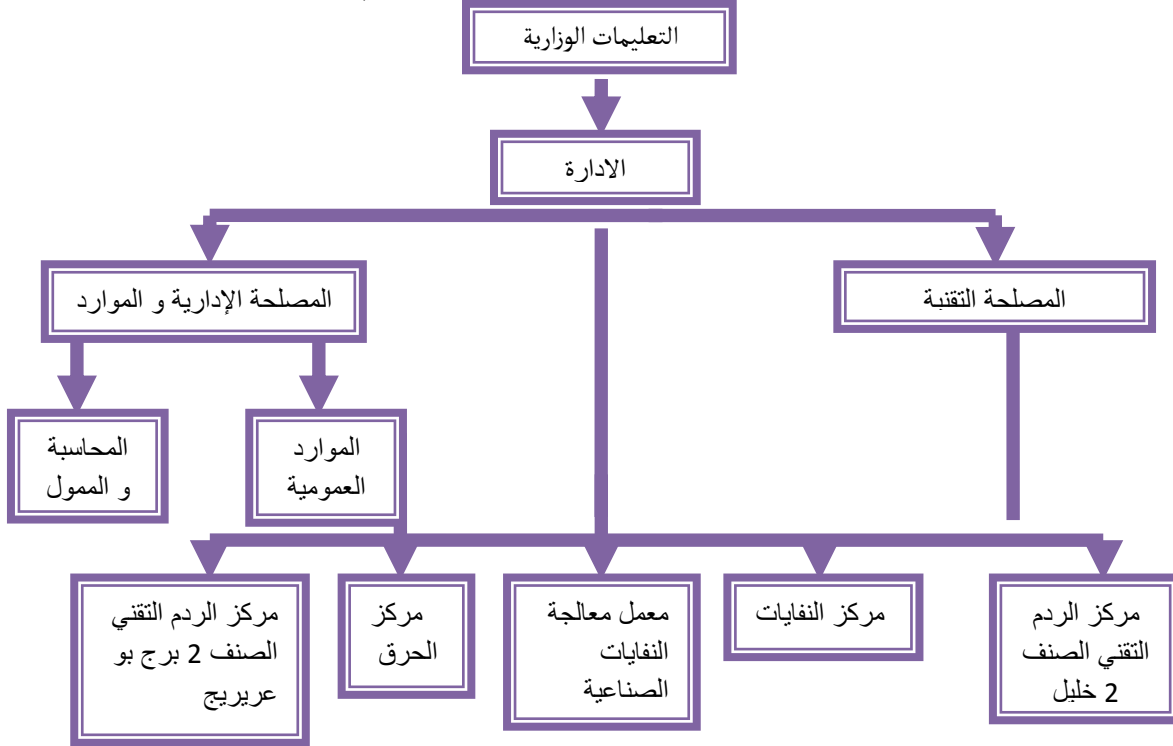 التعليمات الوزارية
الادارة
المصلحة الإدارية و الموارد
المصلحة التقنبة
المحاسبة
و الممول
الموارد
العمومية
مركز الردم
التقني الصنف
2 خليل
مركز النفايات
معمل معالجة
النفايات
الصناعية
مركز
الحرق
مركز الردم التقني
الصنف 2 برج بو
عريريج